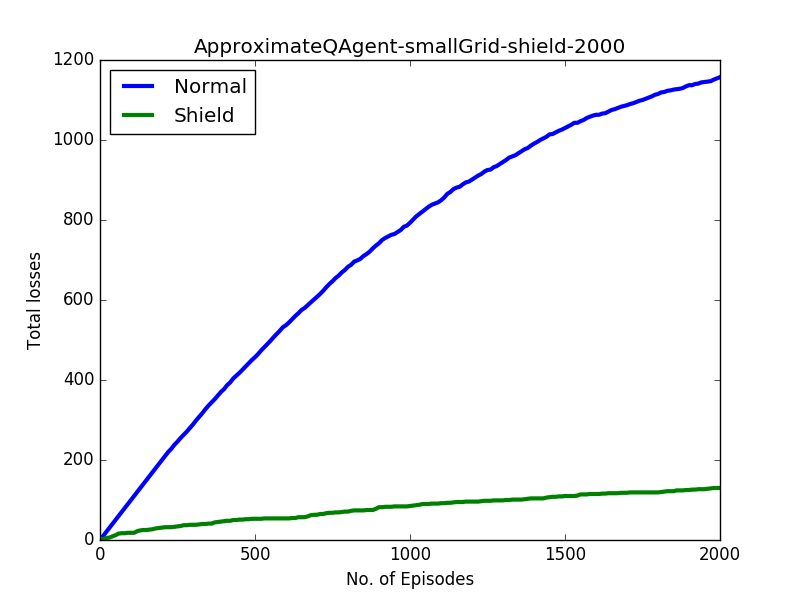 ApproximateQAgent-smallGrid-shield-2000
Normal
Shield
1200
1000
800
600
400
200
0
Total losses
0 500 1000 1500 2000
No. of Episodes